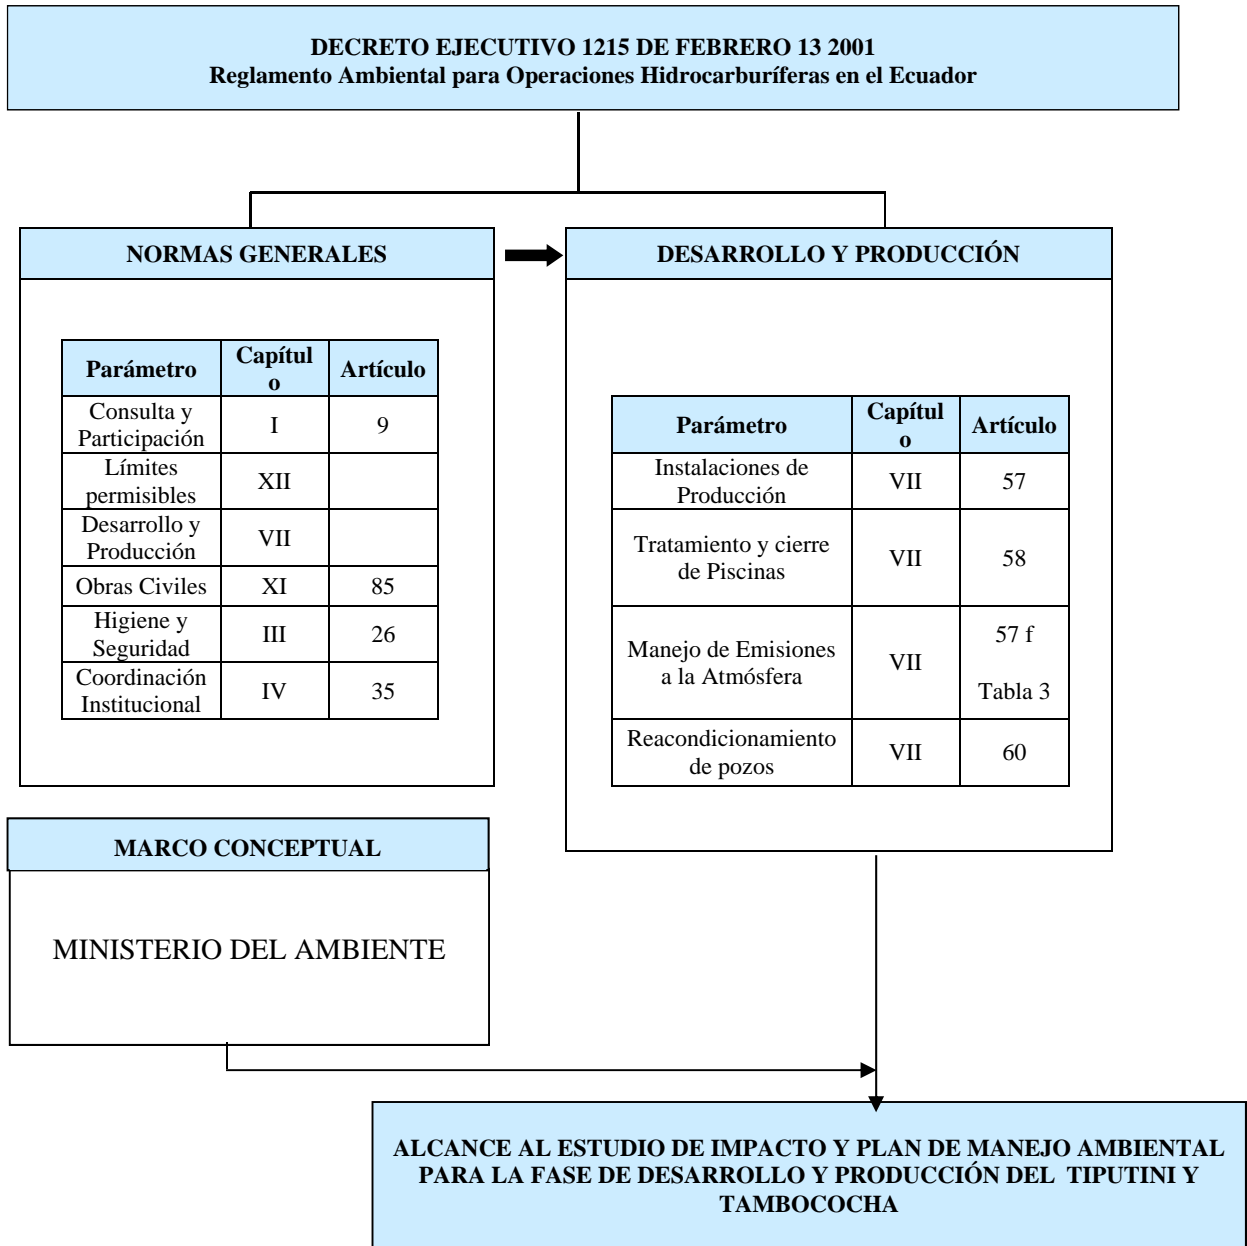 DECRETO EJECUTIVO 1215 DE FEBRERO 13 2001
Reglamento Ambiental para Operaciones Hidrocarburíferas en el Ecuador
NORMAS GENERALES
Parámetro
Capítul
o
Artículo
Consulta y
Participación
I
9
Límites
permisibles
XII
Desarrollo y
Producción
VII
Obras Civiles
XI
85
Higiene y
Seguridad
III
26
Coordinación
Institucional
IV
35
DESARROLLO Y PRODUCCIÓN
Parámetro
Capítul
o
Artículo
Instalaciones de
Producción
VII
57
Tratamiento y cierre
de Piscinas
VII
58
Manejo de Emisiones
a la Atmósfera
VII
57 f
Tabla 3
Reacondicionamiento
de pozos
VII
60
MARCO CONCEPTUAL
MINISTERIO DEL AMBIENTE
ALCANCE AL ESTUDIO DE IMPACTO Y PLAN DE MANEJO AMBIENTAL
PARA LA FASE DE DESARROLLO Y PRODUCCIÓN DEL TIPUTINI Y
TAMBOCOCHA